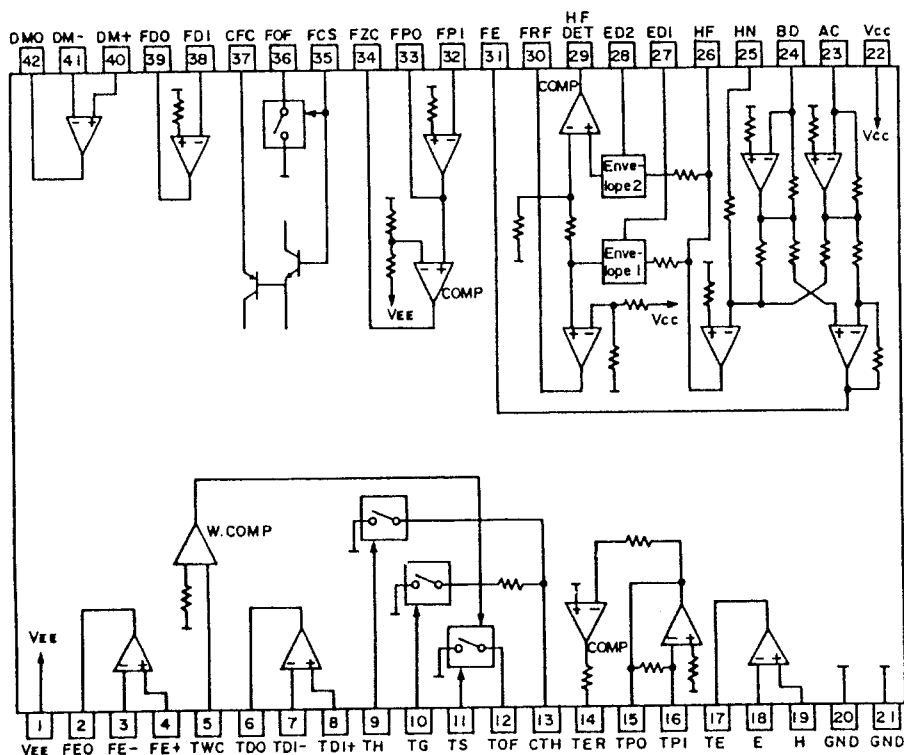 DMO DM- DM+ FDO FDI CFC FOF FCS FZC FPO FPI FE FRF HF DET ED2 EDI HF HN BD AC Vcc
42 41 40 39 38 37 36 35 34 33 32 31 30 29 28 27 26 25 24 23 22
COMP
Vcc
Enve-
lope2
Enve-
lope1
COMP
VEE
Vcc
W.COMP
VEE
COMP
1 2 3 4 5 6 7 8 9 10 11 12 13 14 15 16 17 18 19 20 21
VEE FEO FE- FE+ TWC TDO TDI- TDI+ TH TG TS TOF CTH TER TPO TPI TE E H GND GND